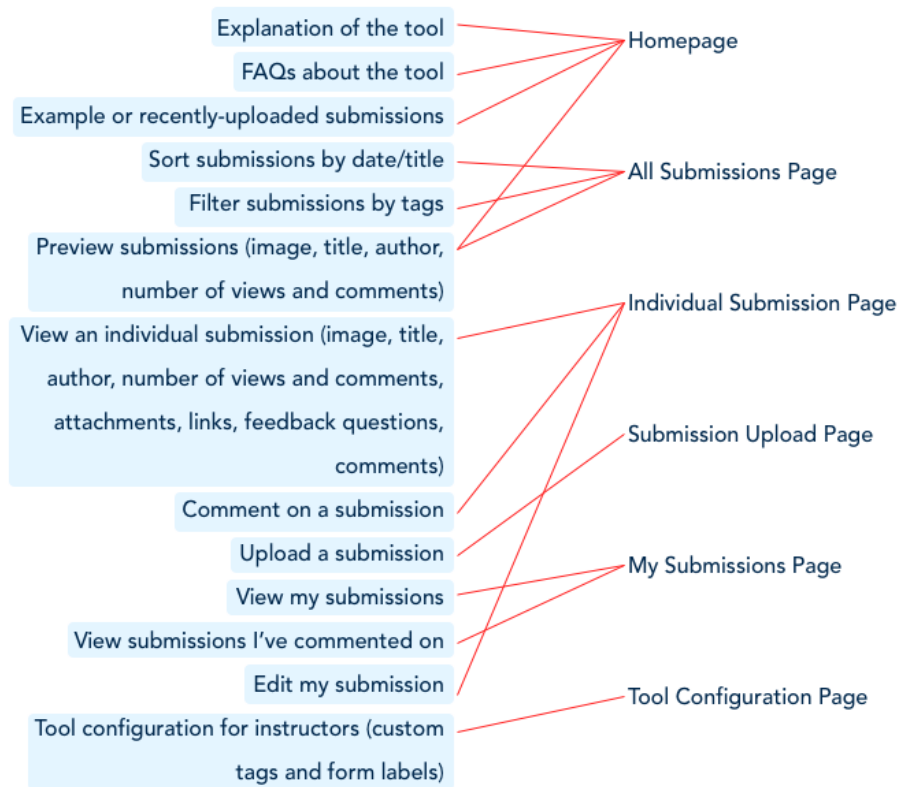 Explanation of the tool
FAQs about the tool
Example or recently-uploaded submissions
Sort submissions by date/title
Filter submissions by tags
Preview submissions (image, title, author,
number of views and comments)
View an individual submission (image, title,
author, number of views and comments,
attachments, links, feedback questions,
comments)
Comment on a submission
Upload a submission
View my submissions
View submissions I've commented on
Edit my submission
Tool configuration for instructors (custom
tags and form labels)
Homepage
All Submissions Page
Individual Submission Page
Submission Upload Page
My Submissions Page
Tool Configuration Page